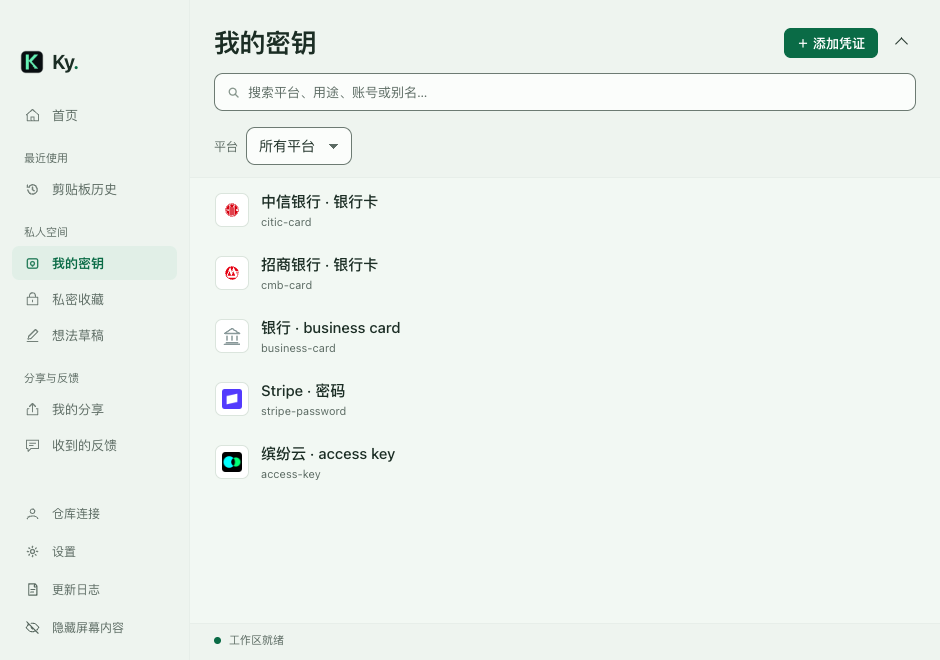 Ky.
首页
最近使用
剪贴板历史
私人空间
我的密钥
私密收藏
想法草稿
分享与反馈
我的分享
收到的反馈
仓库连接
设置
更新日志
隐藏屏幕内容
我的密钥
+ 添加凭证
搜索平台、用途、账号或别名...
平台
所有平台
中信银行 · 银行卡
citic-card
招商银行 · 银行卡
cmb-card
银行 · business card
business-card
Stripe · 密码
stripe-password
缤纷云 · access key
access-key
工作区就绪